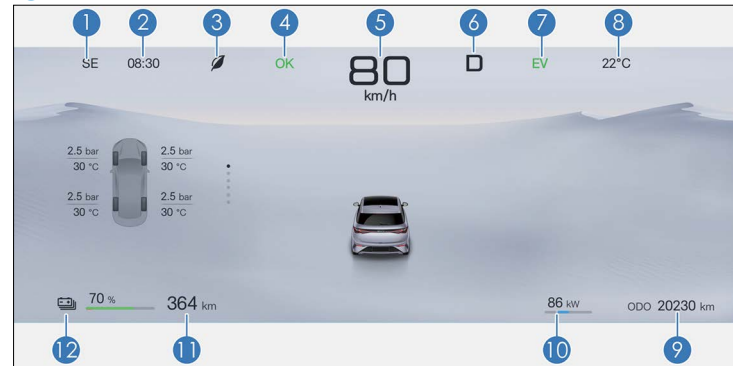 1 2 3 4 5 6 7 8
SE 08:30 OK 80 D EV 22°C
km/h
2.5 bar 2.5 bar
30 °C 30 °C
2.5 bar 2.5 bar
30 °C 30 °C
70 % 364 km 86 kW ODO 20230 km
12 11 10 9